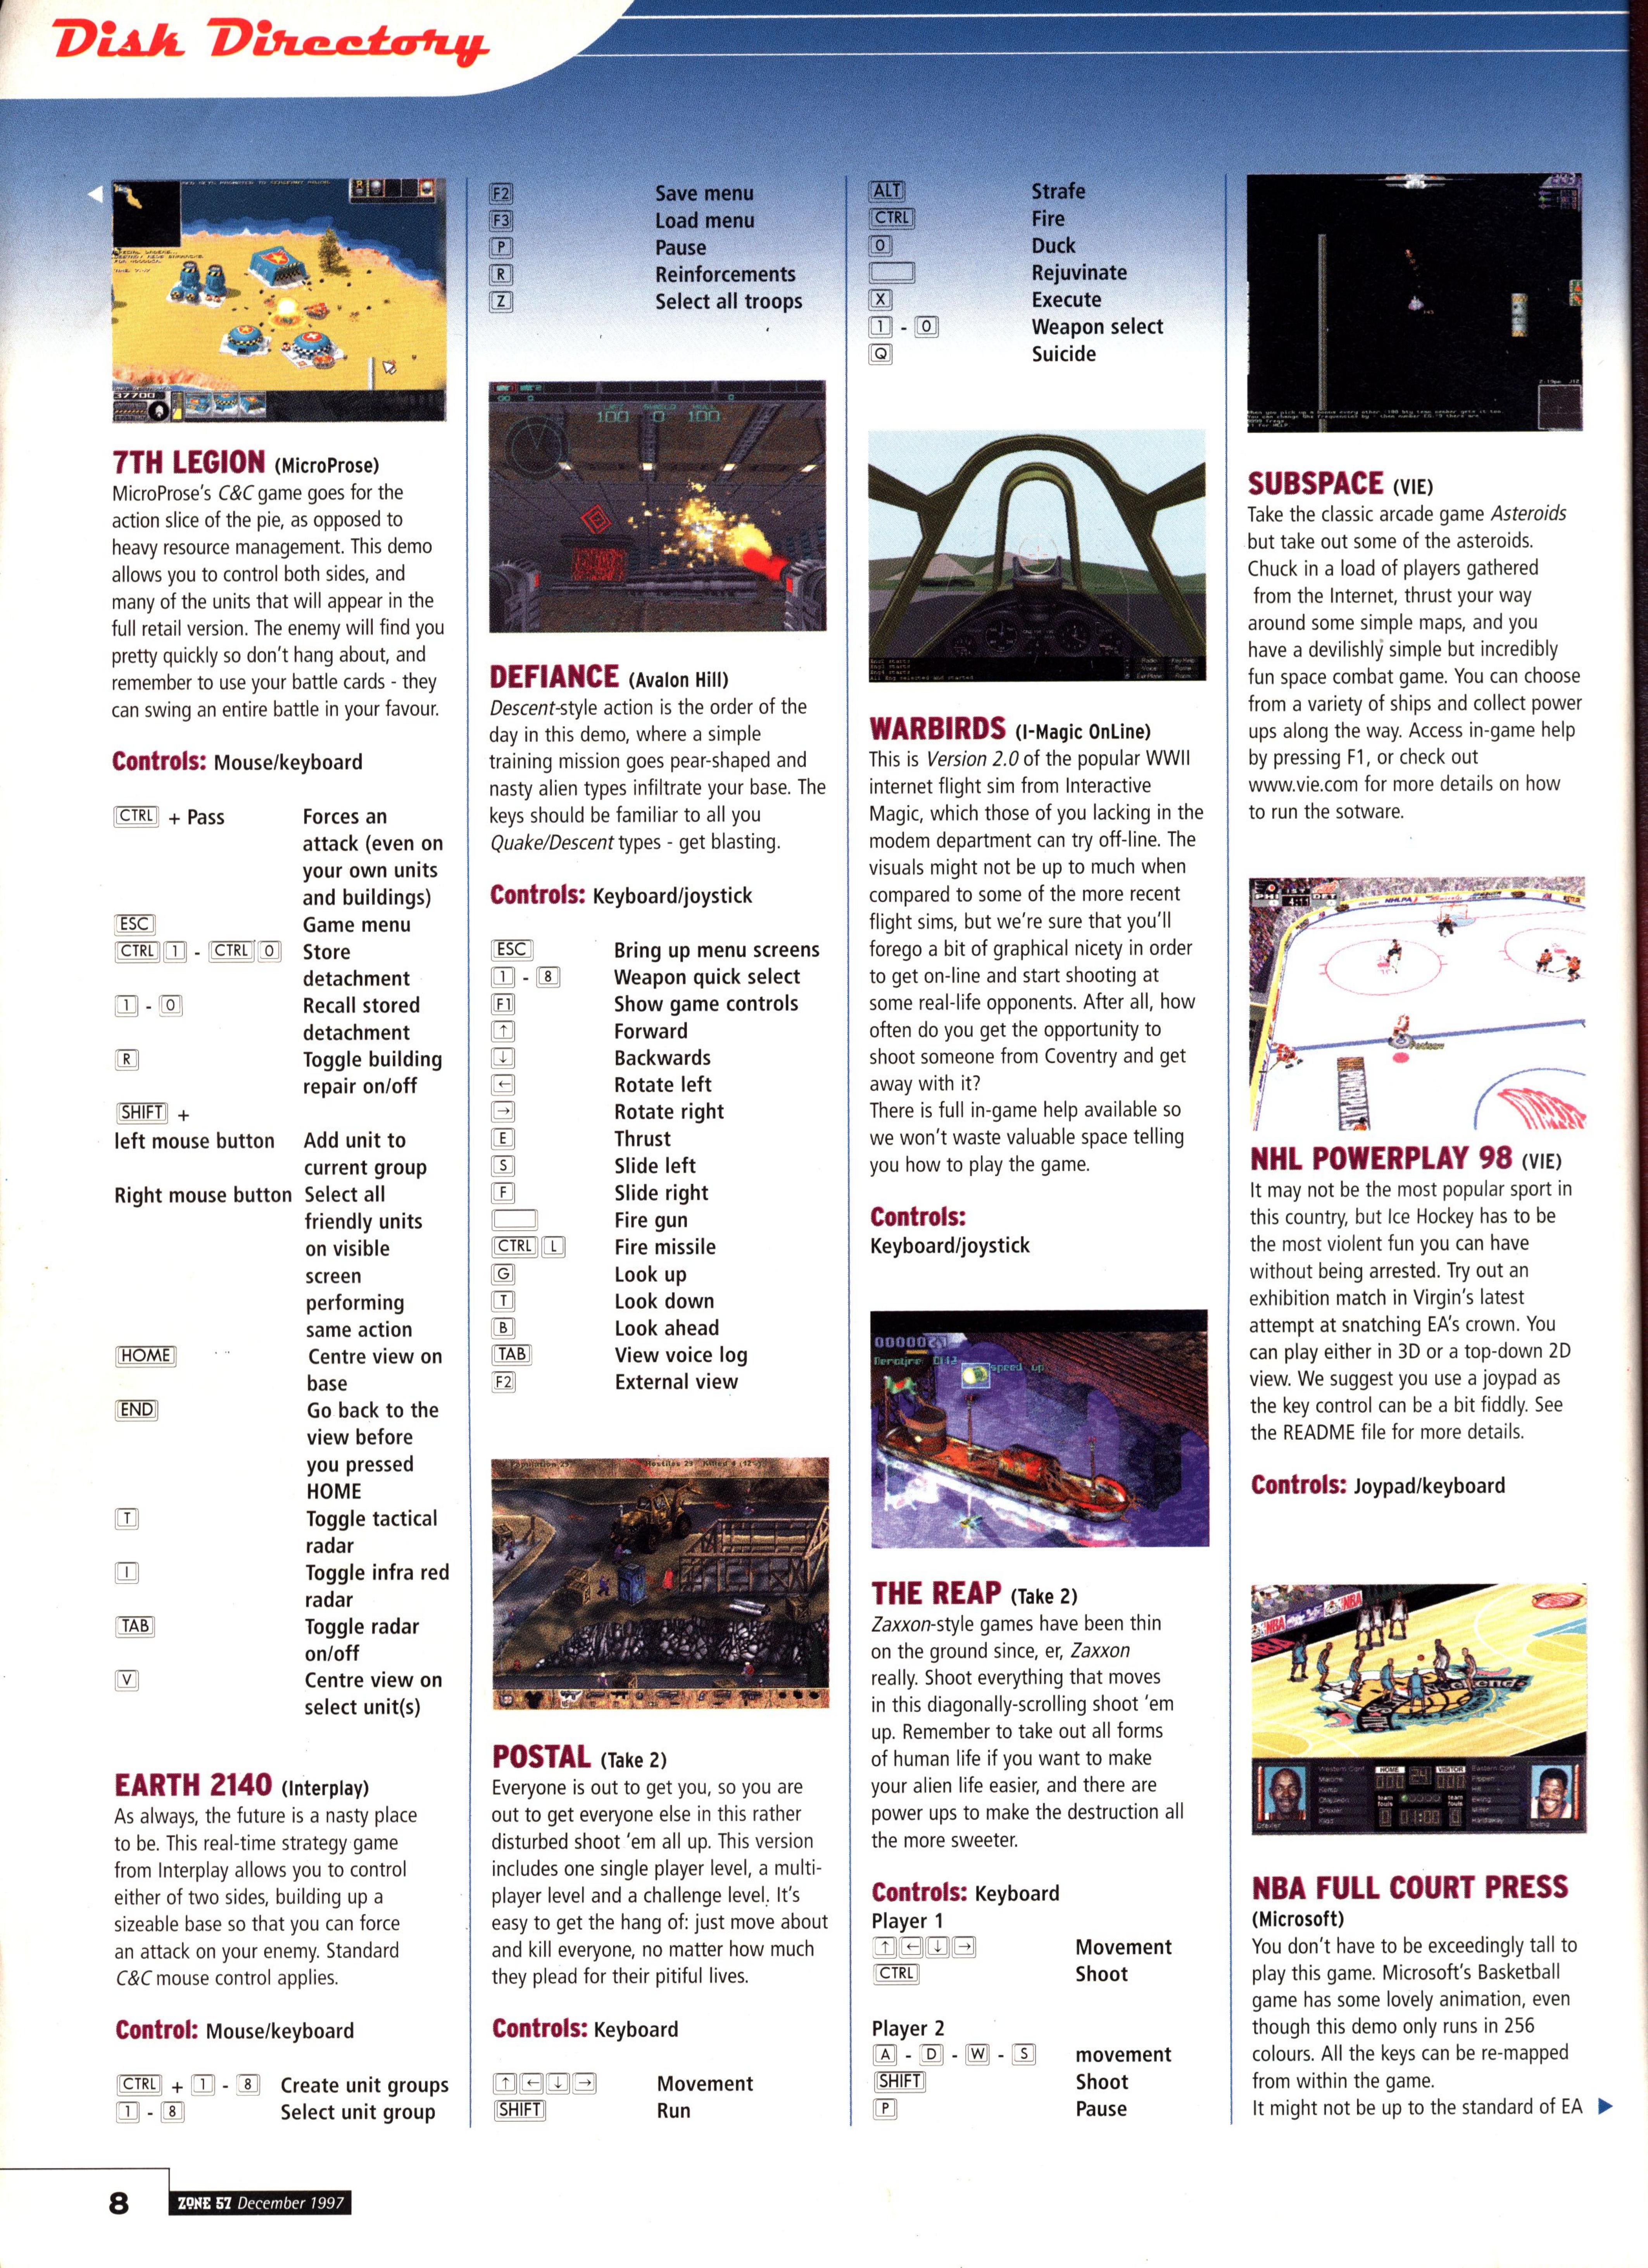 Disk Directory
7TH LEGION (MicroProse)
MicroProse's C&C game goes for the
action slice of the pie, as opposed to
heavy resource management. This demo
allows you to control both sides, and
many of the units that will appear in the
full retail version. The enemy will find you
pretty quickly so don't hang about, and
remember to use your battle cards - they
can swing an entire battle in your favour.
Controls: Mouse/keyboard
CTRL + Pass Forces an
attack (even on
your own units
and buildings)
ESC Game menu
CTRL 1 - CTRL 0 Store
detachment
1 - 0 Recall stored
detachment
R Toggle building
repair on/off
SHIFT +
left mouse button Add unit to
current group
Right mouse button Select all
friendly units
on visible
screen
performing
same action
HOME Centre view on
base
END Go back to the
view before
you pressed
HOME
T Toggle tactical
radar
I Toggle infra red
radar
TAB Toggle radar
on/off
V Centre view on
select unit(s)
EARTH 2140 (Interplay)
As always, the future is a nasty place
to be. This real-time strategy game
from Interplay allows you to control
either of two sides, building up a
sizeable base so that you can force
an attack on your enemy. Standard
C&C mouse control applies.
Control: Mouse/keyboard
CTRL + 1 - 8 Create unit groups
1 - 8 Select unit group
F2 Save menu
F3 Load menu
P Pause
R Reinforcements
Z Select all troops
100 0 100
DEFIANCE (Avalon Hill)
Descent-style action is the order of the
day in this demo, where a simple
training mission goes pear-shaped and
nasty alien types infiltrate your base. The
keys should be familiar to all you
Quake/Descent types - get blasting.
Controls: Keyboard/joystick
ESC Bring up menu screens
1 - 8 Weapon quick select
F1 Show game controls
↑ Forward
↓ Backwards
← Rotate left
→ Rotate right
E Thrust
S Slide left
F Slide right
Fire gun
CTRL L Fire missile
G Look up
T Look down
B Look ahead
TAB View voice log
F2 External view
POSTAL (Take 2)
Everyone is out to get you, so you are
out to get everyone else in this rather
disturbed shoot 'em all up. This version
includes one single player level, a multi-
player level and a challenge level. It's
easy to get the hang of: just move about
and kill everyone, no matter how much
they plead for their pitiful lives.
Controls: Keyboard
↑ ← ↓ → Movement
SHIFT Run
ALT Strafe
CTRL Fire
0 Duck
Rejuvinate
X Execute
1 - 0 Weapon select
Q Suicide
WARBIRDS (I-Magic OnLine)
This is Version 2.0 of the popular WWII
internet flight sim from Interactive
Magic, which those of you lacking in the
modem department can try off-line. The
visuals might not be up to much when
compared to some of the more recent
flight sims, but we're sure that you'll
forego a bit of graphical nicety in order
to get on-line and start shooting at
some real-life opponents. After all, how
often do you get the opportunity to
shoot someone from Coventry and get
away with it?
There is full in-game help available so
we won't waste valuable space telling
you how to play the game.
Controls:
Keyboard/joystick
speed up
THE REAP (Take 2)
Zaxxon-style games have been thin
on the ground since, er, Zaxxon
really. Shoot everything that moves
in this diagonally-scrolling shoot 'em
up. Remember to take out all forms
of human life if you want to make
your alien life easier, and there are
power ups to make the destruction all
the more sweeter.
Controls: Keyboard
Player 1
↑ ← ↓ → Movement
CTRL Shoot
Player 2
A - D - W - S movement
SHIFT Shoot
P Pause
SUBSPACE (VIE)
Take the classic arcade game Asteroids
but take out some of the asteroids.
Chuck in a load of players gathered
from the Internet, thrust your way
around some simple maps, and you
have a devilishly simple but incredibly
fun space combat game. You can choose
from a variety of ships and collect power
ups along the way. Access in-game help
by pressing F1, or check out
www.vie.com for more details on how
to run the sotware.
NHL POWERPLAY 98 (VIE)
It may not be the most popular sport in
this country, but Ice Hockey has to be
the most violent fun you can have
without being arrested. Try out an
exhibition match in Virgin's latest
attempt at snatching EA's crown. You
can play either in 3D or a top-down 2D
view. We suggest you use a joypad as
the key control can be a bit fiddly. See
the README file for more details.
Controls: Joypad/keyboard
NBA FULL COURT PRESS
(Microsoft)
You don't have to be exceedingly tall to
play this game. Microsoft's Basketball
game has some lovely animation, even
though this demo only runs in 256
colours. All the keys can be re-mapped
from within the game.
It might not be up to the standard of EA
8
ZONE 57 December 1997